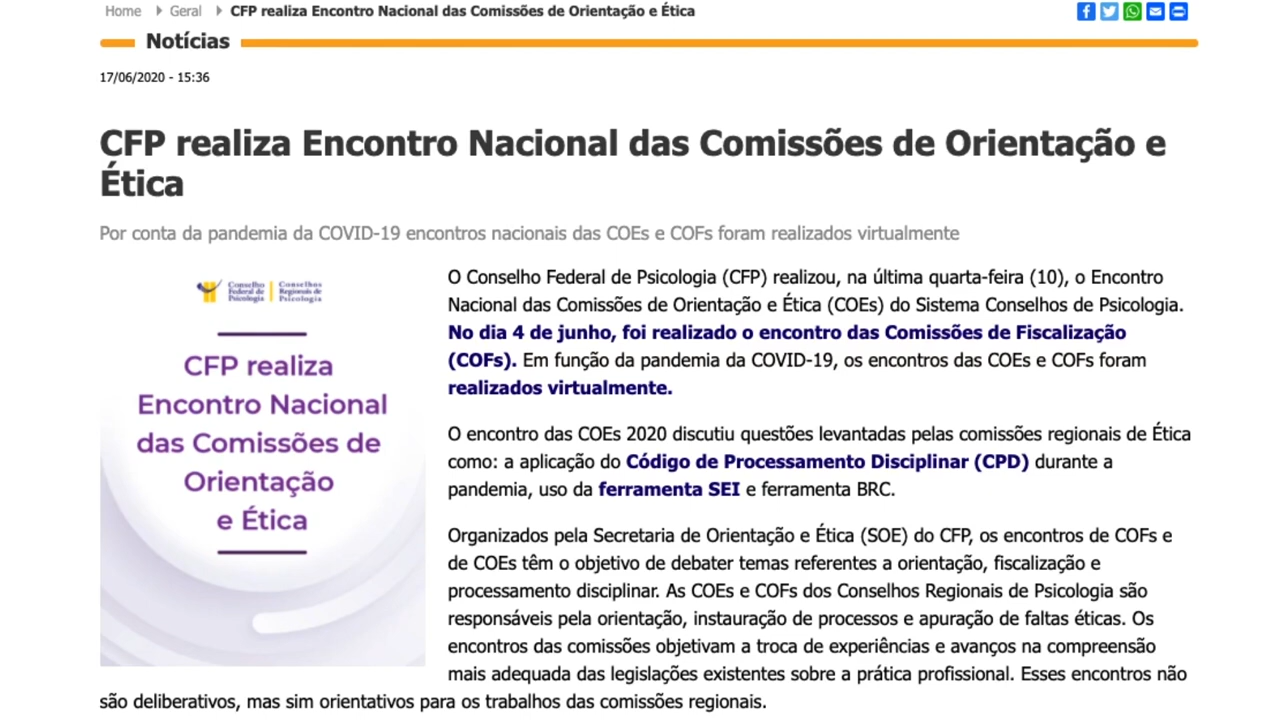 Home Geral CFP realiza Encontro Nacional das Comissões de Orientação e Ética
Notícias
17/06/2020 - 15:36
CFP realiza Encontro Nacional das Comissões de Orientação e
Ética
Por conta da pandemia da COVID-19 encontros nacionais das COEs e COFs foram realizados virtualmente
Conselho Federal de Psicologia
Conselhos Regionais de Psicologia
CFP realiza
Encontro Nacional
das Comissões de
Orientação
e Ética
O Conselho Federal de Psicologia (CFP) realizou, na última quarta-feira (10), o Encontro
Nacional das Comissões de Orientação e Ética (COEs) do Sistema Conselhos de Psicologia.
No dia 4 de junho, foi realizado o encontro das Comissões de Fiscalização
(COFs). Em função da pandemia da COVID-19, os encontros das COEs e COFs foram
realizados virtualmente.
O encontro das COEs 2020 discutiu questões levantadas pelas comissões regionais de Ética
como: a aplicação do Código de Processamento Disciplinar (CPD) durante a
pandemia, uso da ferramenta SEI e ferramenta BRC.
Organizados pela Secretaria de Orientação e Ética (SOE) do CFP, os encontros de COFs e
de COEs têm o objetivo de debater temas referentes a orientação, fiscalização e
processamento disciplinar. As COEs e COFs dos Conselhos Regionais de Psicologia são
responsáveis pela orientação, instauração de processos e apuração de faltas éticas. Os
encontros das comissões objetivam a troca de experiências e avanços na compreensão
mais adequada das legislações existentes sobre a prática profissional. Esses encontros não
são deliberativos, mas sim orientativos para os trabalhos das comissões regionais.